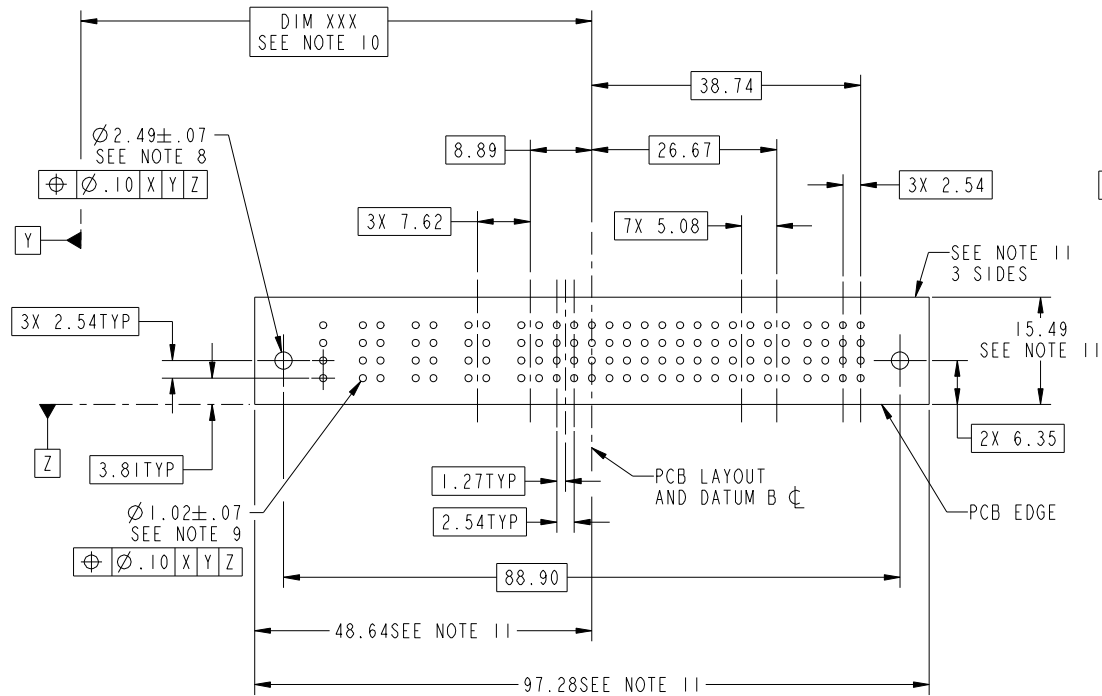 DIM XXX
SEE NOTE 10
38.74
Ø2.49±.07
SEE NOTE 8
8.89
26.67
⌖ Ø.10 X Y Z
3X 2.54
3X 7.62
7X 5.08
Y
SEE NOTE 11
3 SIDES
3X 2.54TYP
15.49
SEE NOTE 11
Z
3.81TYP
2X 6.35
1.27TYP
PCB LAYOUT
AND DATUM B ℄
2.54TYP
PCB EDGE
Ø1.02±.07
SEE NOTE 9
⌖ Ø.10 X Y Z
88.90
48.64SEE NOTE 11
97.28SEE NOTE 11